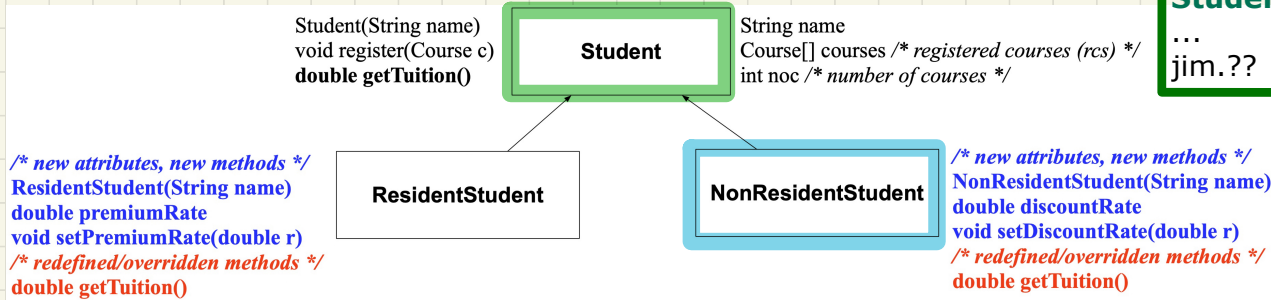 Student(String name)
void register(Course c)
double getTuition()
Student
String name
Course[] courses /* registered courses (rcs) */
int noc /* number of courses */
...
jim.??
/* new attributes, new methods */
ResidentStudent(String name)
double premiumRate
void setPremiumRate(double r)
/* redefined/overridden methods */
double getTuition()
ResidentStudent
NonResidentStudent
/* new attributes, new methods */
NonResidentStudent(String name)
double discountRate
void setDiscountRate(double r)
/* redefined/overridden methods */
double getTuition()